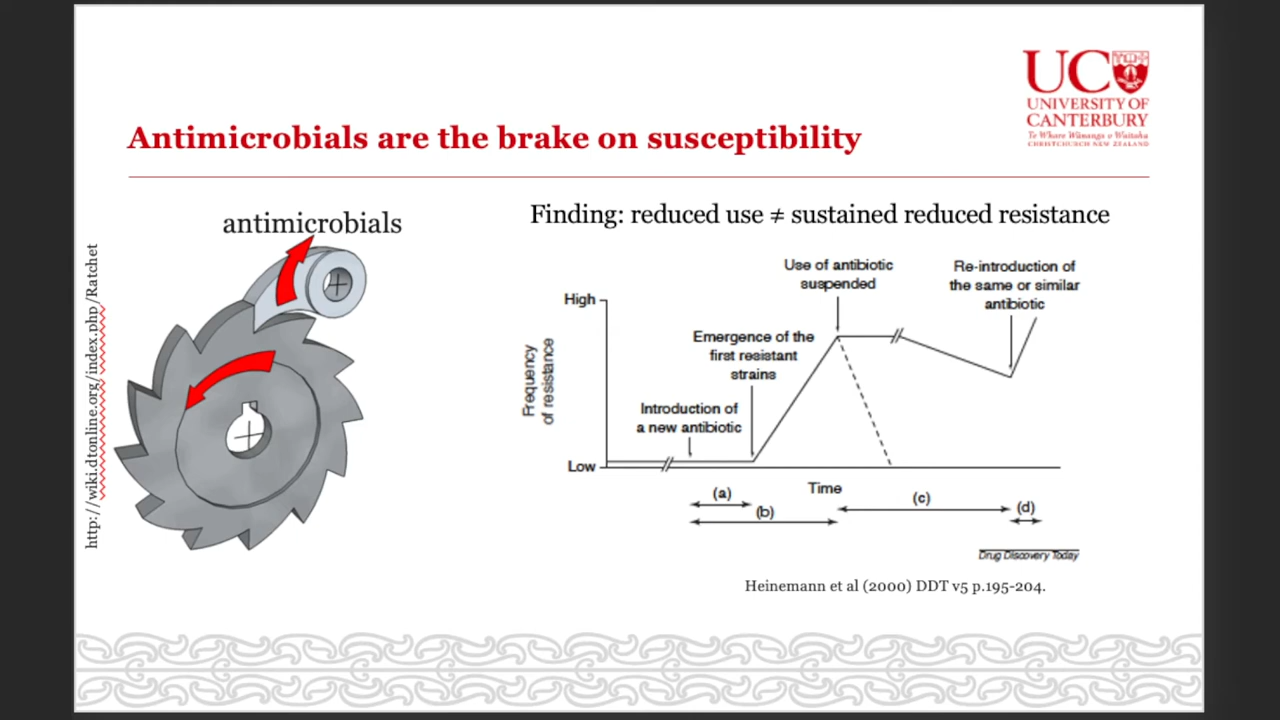 UC
UNIVERSITY OF
CANTERBURY
Te Whare Wānanga o Waitaha
CHRISTCHURCH NEW ZEALAND
Antimicrobials are the brake on susceptibility
antimicrobials
http://wiki.dtonline.org/index.php/Ratchet
Finding: reduced use ≠ sustained reduced resistance
Use of antibiotic
suspended
Re-introduction of
the same or similar
antibiotic
High
Emergence of the
first resistant
strains
Frequency
of resistance
Introduction of
a new antibiotic
Low
Time
(a)
(b)
(c)
(d)
Drug Discovery Today
Heinemann et al (2000) DDT v5 p.195-204.